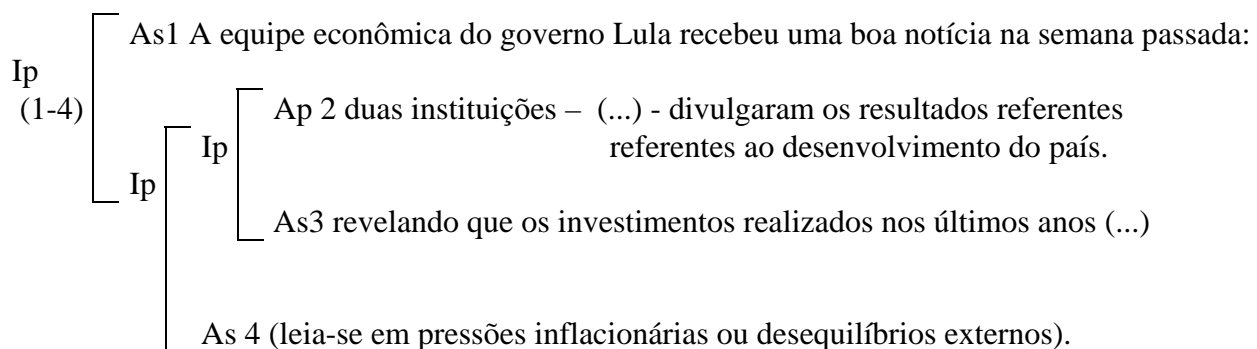 As1 A equipe econômica do governo Lula recebeu uma boa notícia na semana passada:
Ip
(1-4)
Ap 2 duas instituições – (...) - divulgaram os resultados referentes
Ip
referentes ao desenvolvimento do país.
Ip
As3 revelando que os investimentos realizados nos últimos anos (...)
As 4 (leia-se em pressões inflacionárias ou desequilíbrios externos).